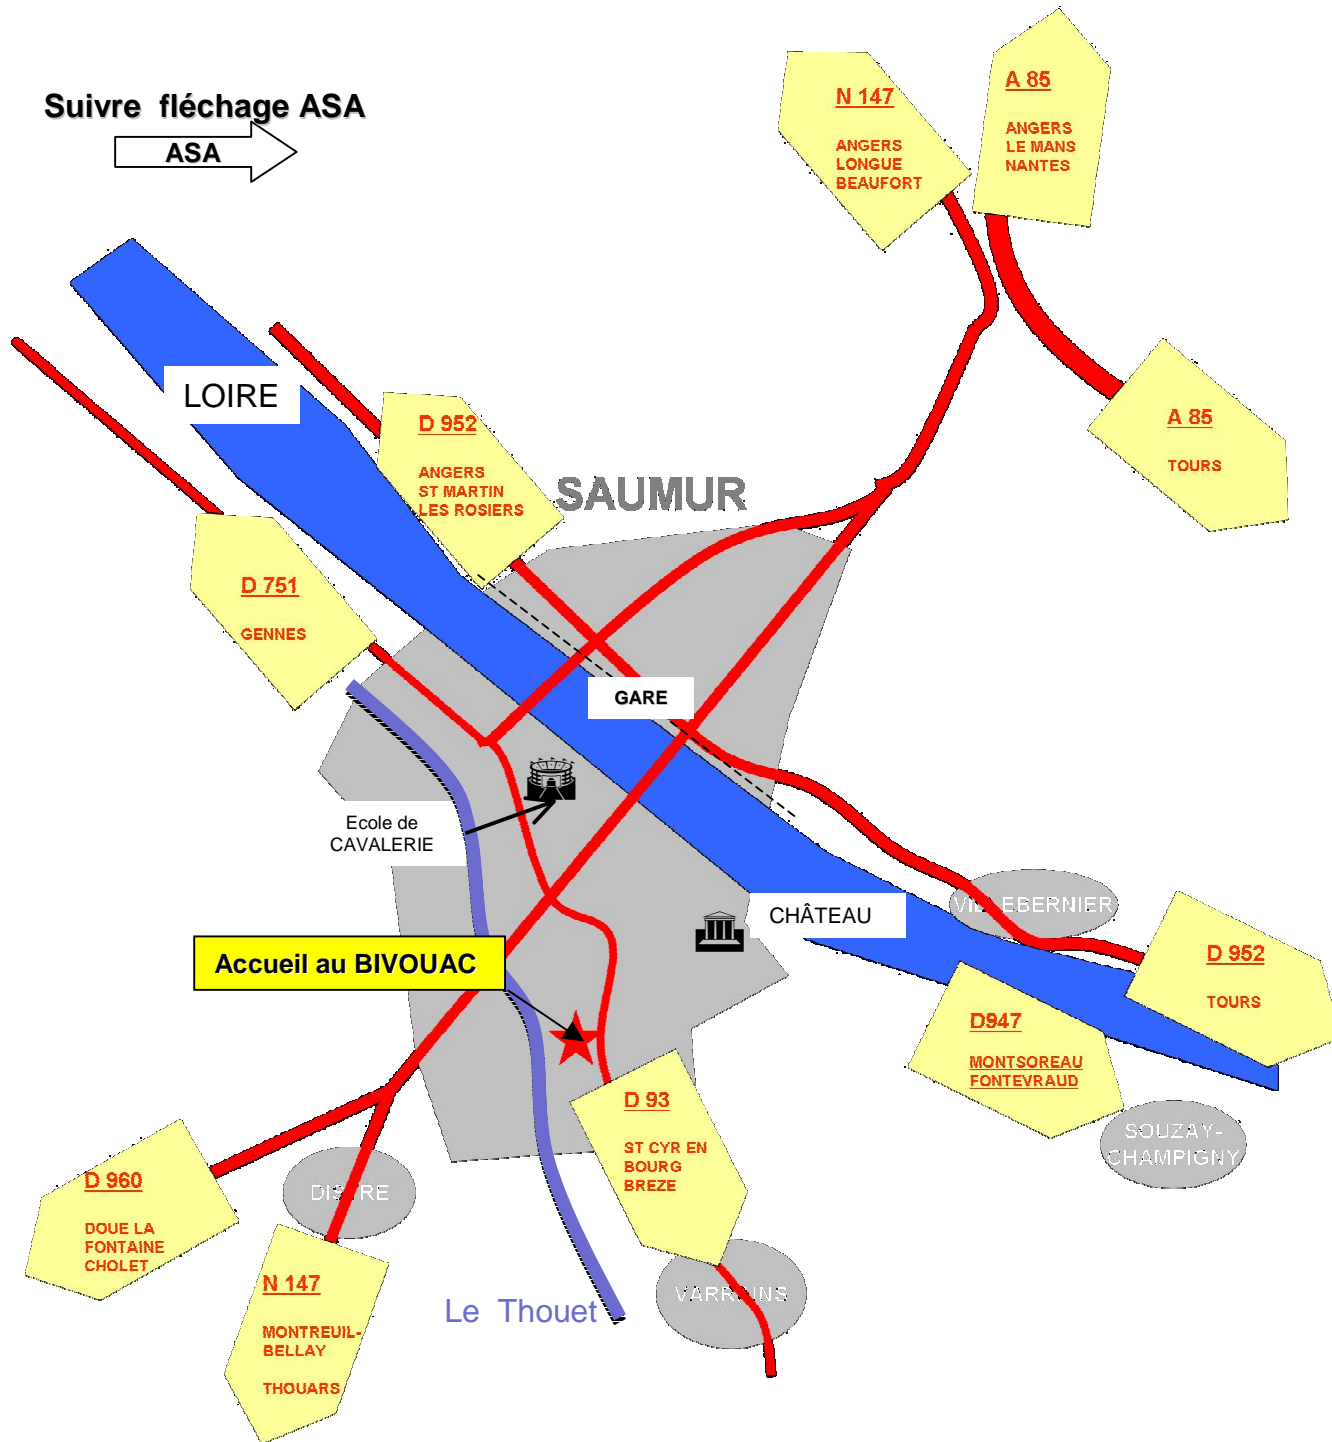 Suivre fléchage ASA
ASA
N 147
ANGERS
LONGUE
BEAUFORT
A 85
ANGERS
LE MANS
NANTES
A 85
TOURS
LOIRE
D 952
ANGERS
ST MARTIN
LES ROSIERS
SAUMUR
D 751
GENNES
GARE
Ecole de
CAVALERIE
CHÂTEAU
VILLEBERNIER
Accueil au BIVOUAC
D 952
TOURS
D947
MONTSOREAU
FONTEVRAUD
D 93
ST CYR EN
BOURG
BREZE
SOUZAY-
CHAMPIGNY
D 960
DOUE LA
FONTAINE
CHOLET
DISTRE
N 147
MONTREUIL-
BELLAY
THOUARS
Le Thouet
VARRAINS